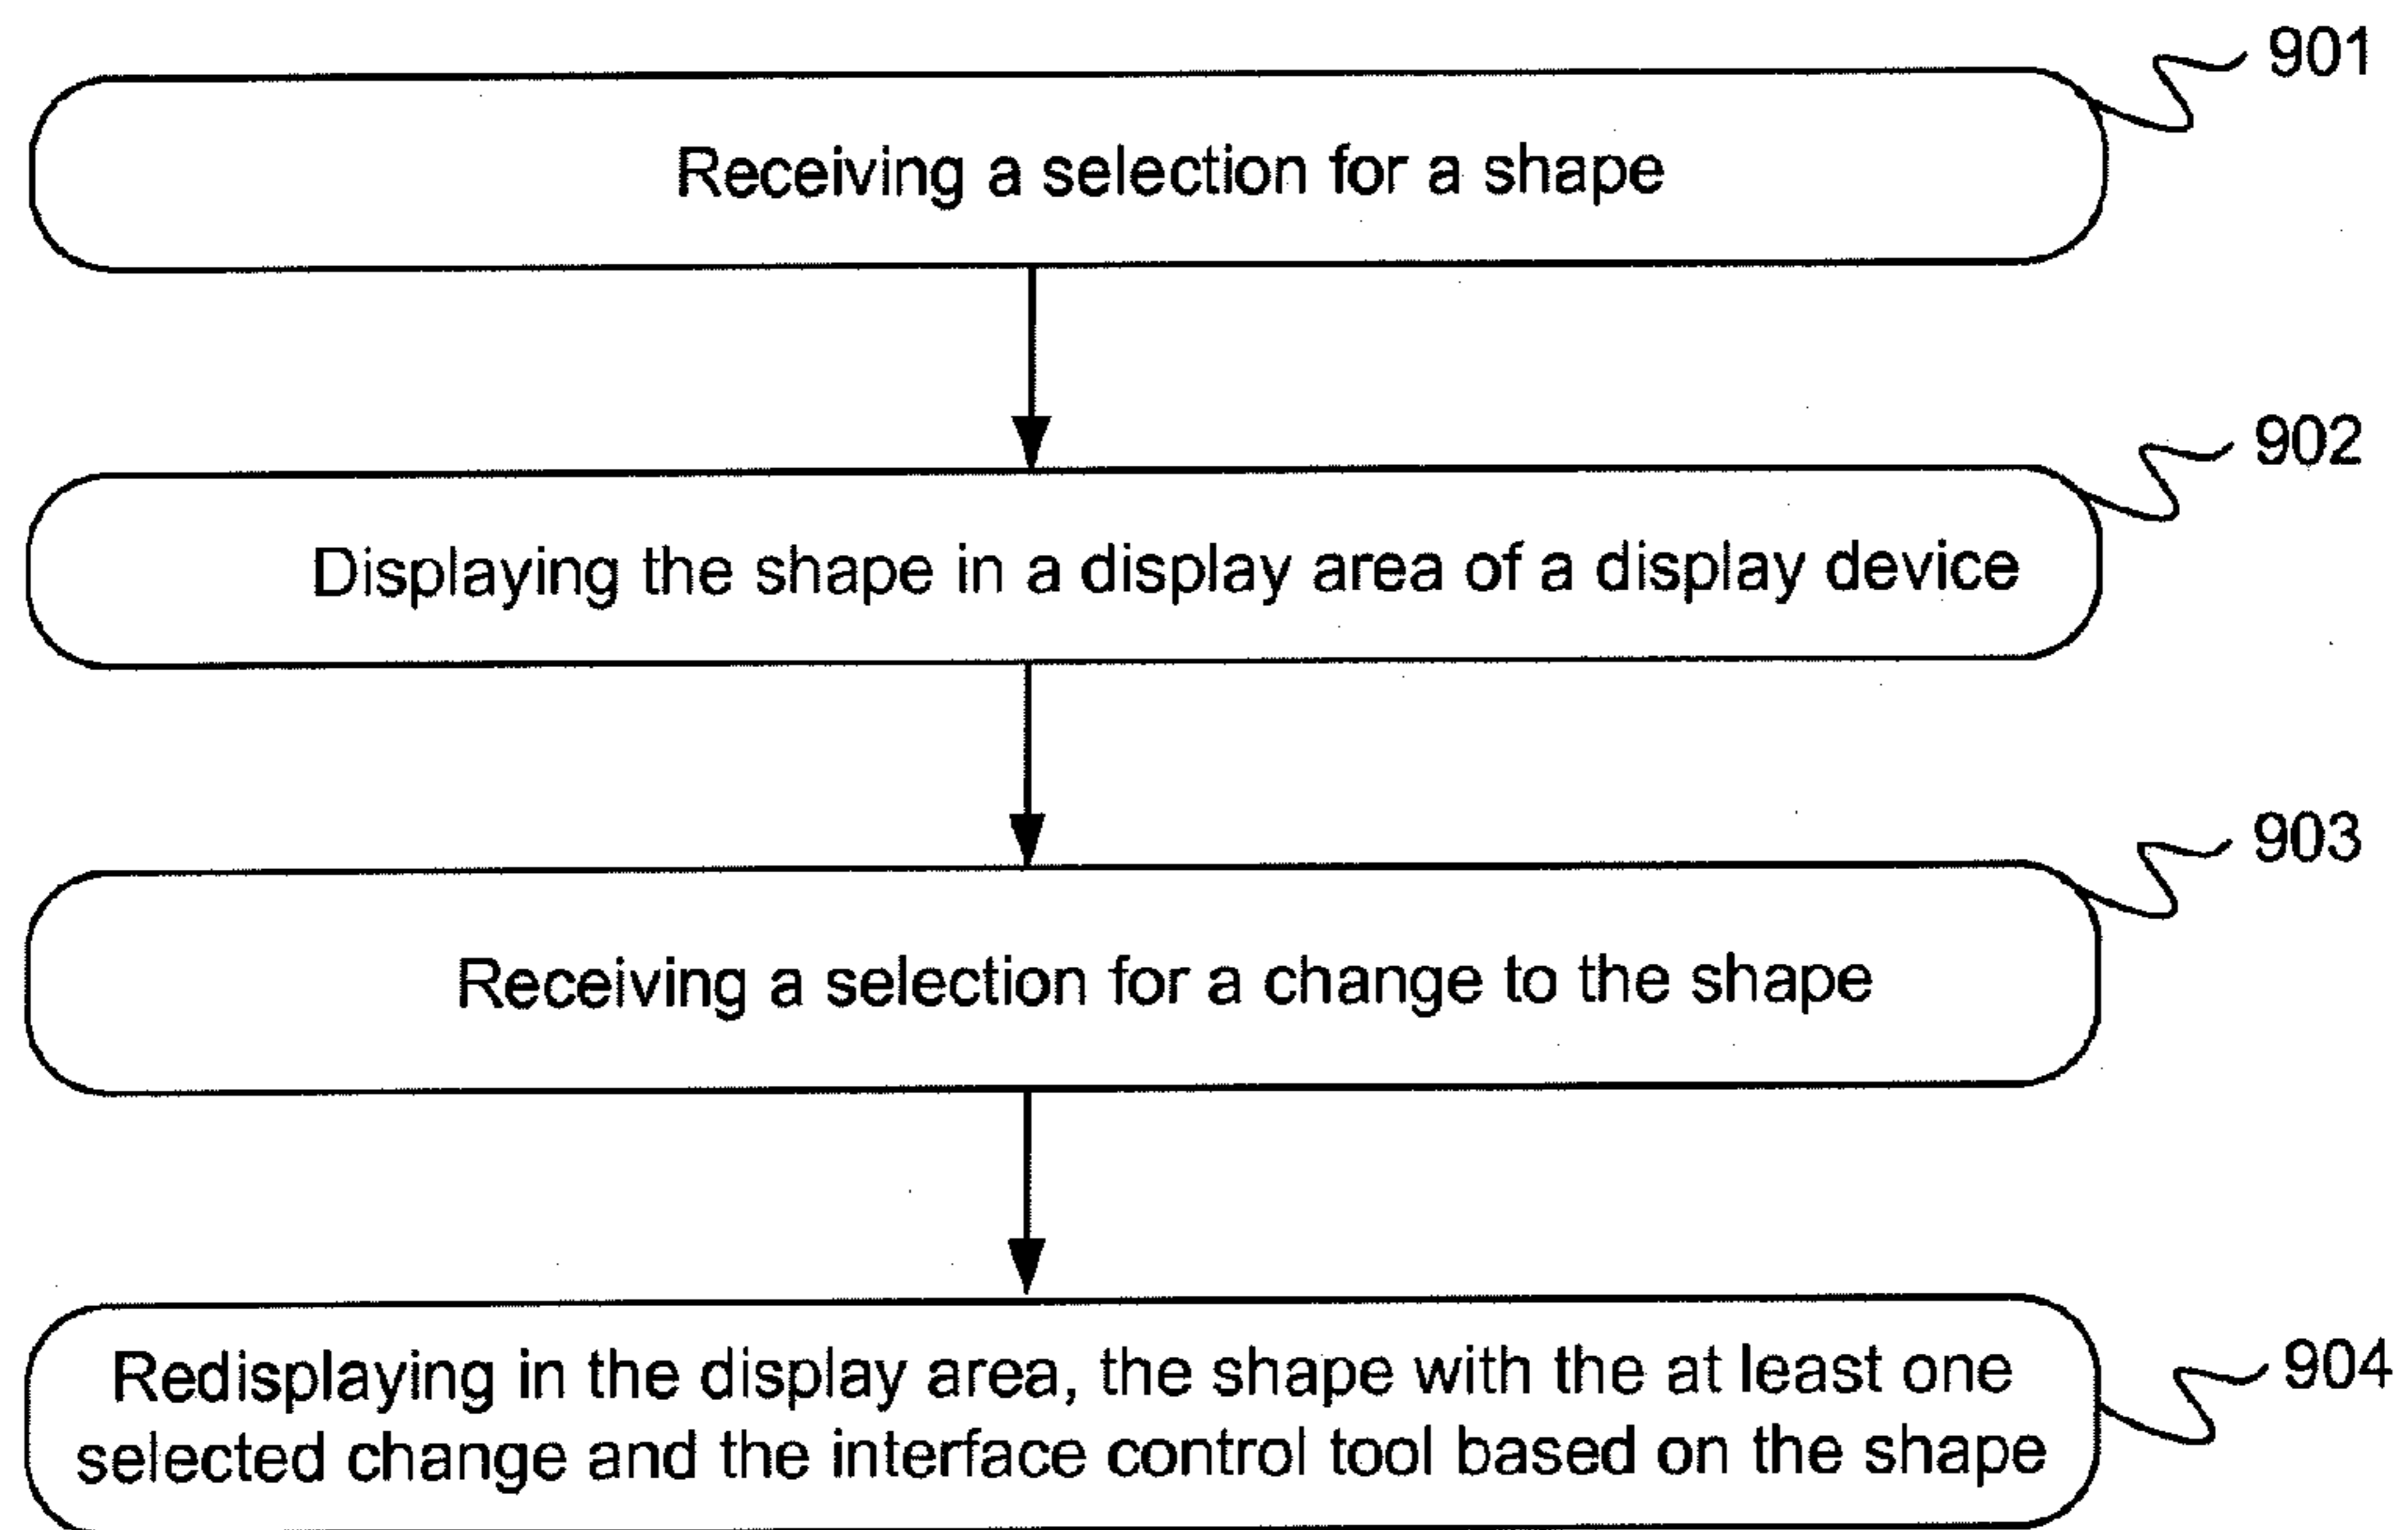 901
Receiving a selection for a shape
902
Displaying the shape in a display area of a display device
903
Receiving a selection for a change to the shape
904
Redisplaying in the display area, the shape with the at least one
selected change and the interface control tool based on the shape